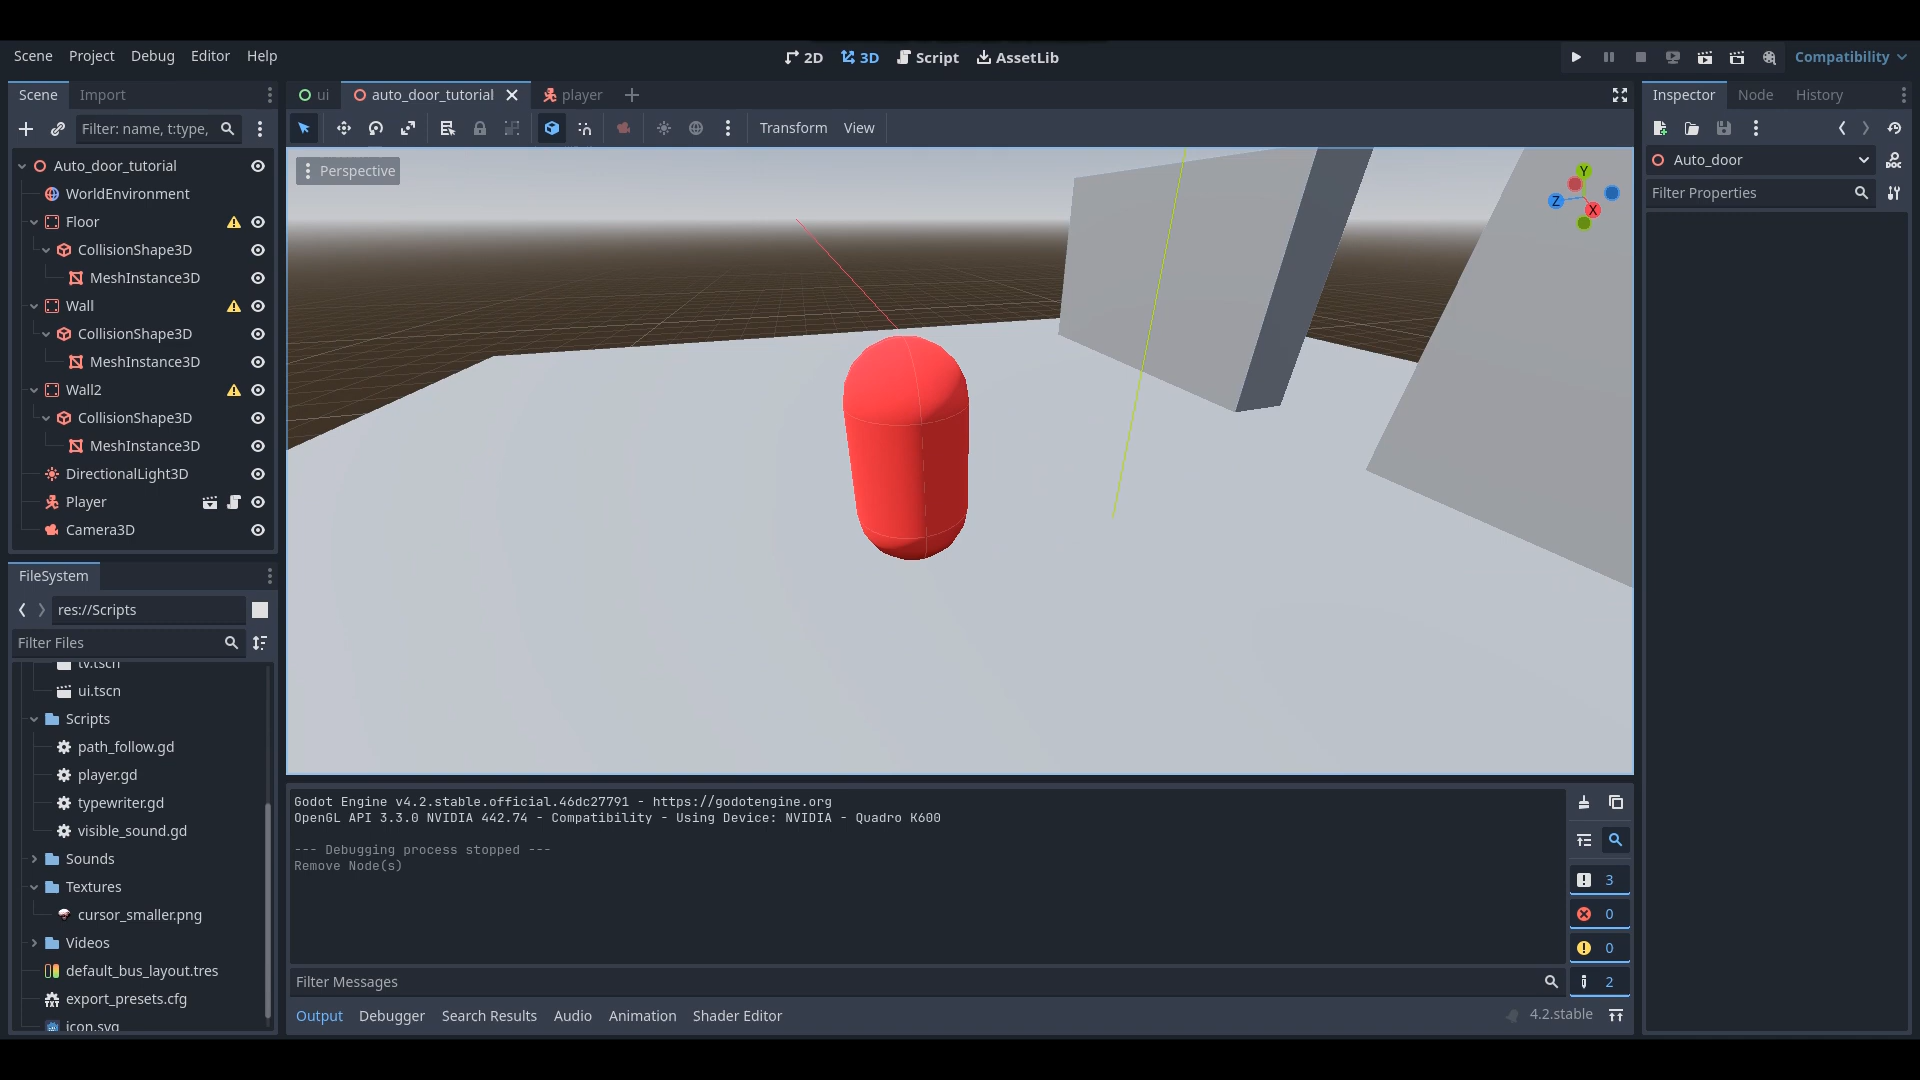 Scene Project Debug Editor Help
2D 3D Script AssetLib
Compatibility
Scene Import
ui auto_door_tutorial player
Inspector Node History
Filter: name, t:type,
Transform View
Auto_door_tutorial
WorldEnvironment
Floor
CollisionShape3D
MeshInstance3D
Wall
CollisionShape3D
MeshInstance3D
Wall2
CollisionShape3D
MeshInstance3D
DirectionalLight3D
Player
Camera3D
Perspective
Y
Z
X
Auto_door
Filter Properties
FileSystem
res://Scripts
Filter Files
tv.tscn
ui.tscn
Scripts
path_follow.gd
player.gd
typewriter.gd
visible_sound.gd
Sounds
Textures
cursor_smaller.png
Videos
default_bus_layout.tres
export_presets.cfg
icon.svg
Godot Engine v4.2.stable.official.46dc27791 - https://godotengine.org
OpenGL API 3.3.0 NVIDIA 442.74 - Compatibility - Using Device: NVIDIA - Quadro K600
--- Debugging process stopped ---
Remove Node(s)
3
0
0
2
Filter Messages
Output Debugger Search Results Audio Animation Shader Editor
4.2.stable